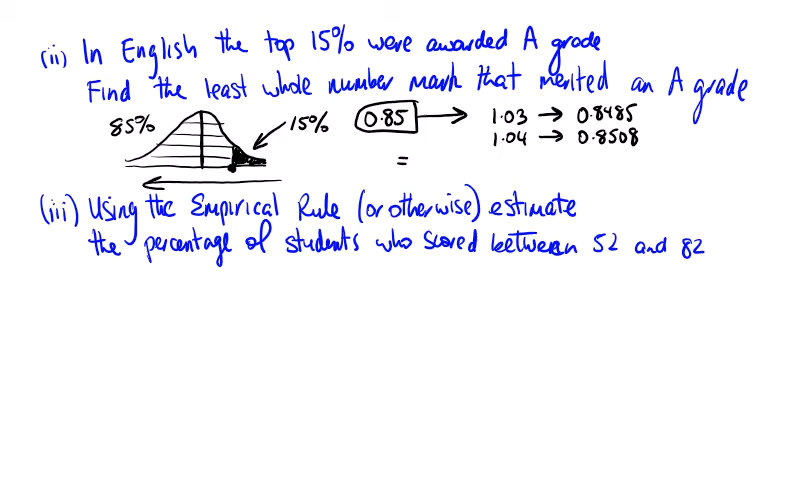 (ii) In English the top 15% were awarded A grade
Find the least whole number mark that merited an A grade
85% 15% 0.85 → 1.03 → 0.8485
1.04 → 0.8508
=
(iii) Using the Empirical Rule (or otherwise) estimate
the percentage of students who scored between 52 and 82